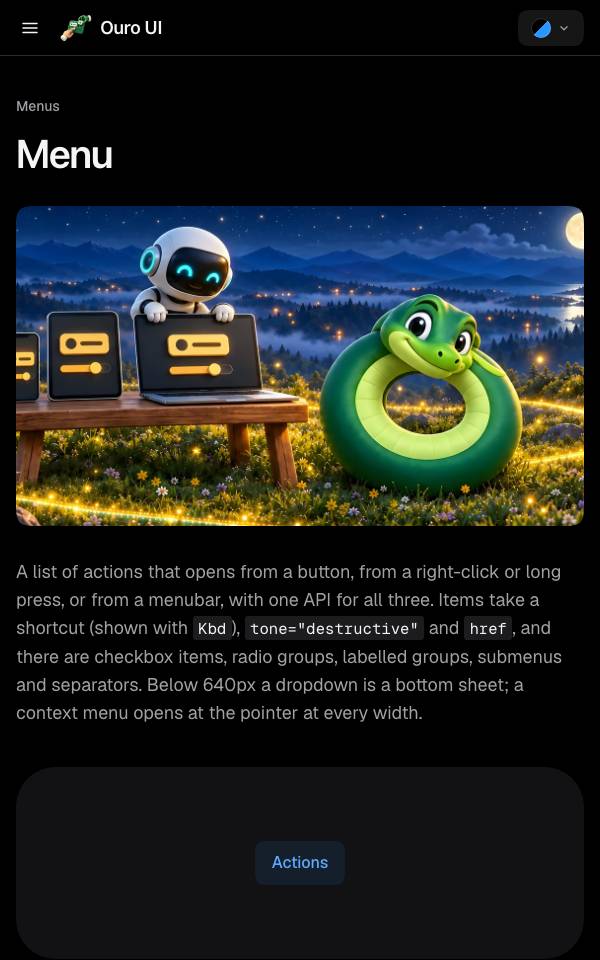 Ouro UI
Menus
Menu
A list of actions that opens from a button, from a right-click or long
press, or from a menubar, with one API for all three. Items take a
shortcut (shown with Kbd), tone="destructive" and href, and
there are checkbox items, radio groups, labelled groups, submenus
and separators. Below 640px a dropdown is a bottom sheet; a
context menu opens at the pointer at every width.
Actions